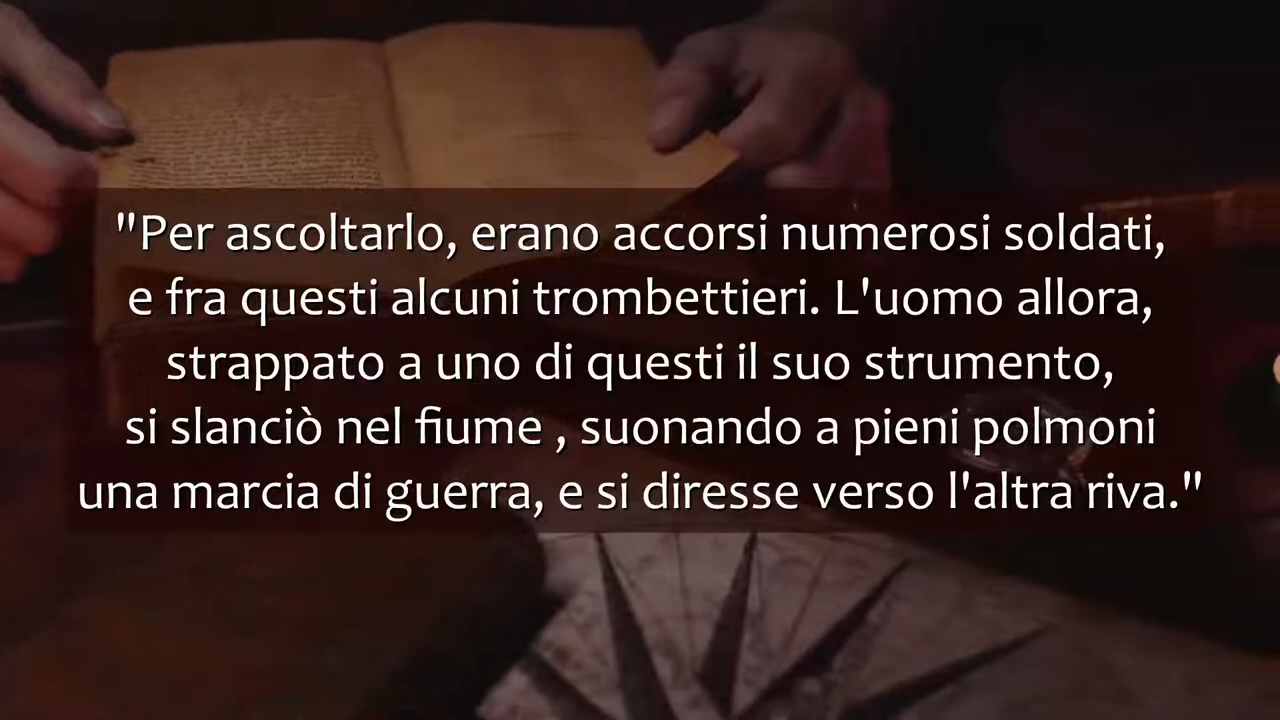 "Per ascoltarlo, erano accorsi numerosi soldati,
e fra questi alcuni trombettieri. L'uomo allora,
strappato a uno di questi il suo strumento,
si slanciò nel fiume , suonando a pieni polmoni
una marcia di guerra, e si diresse verso l'altra riva."